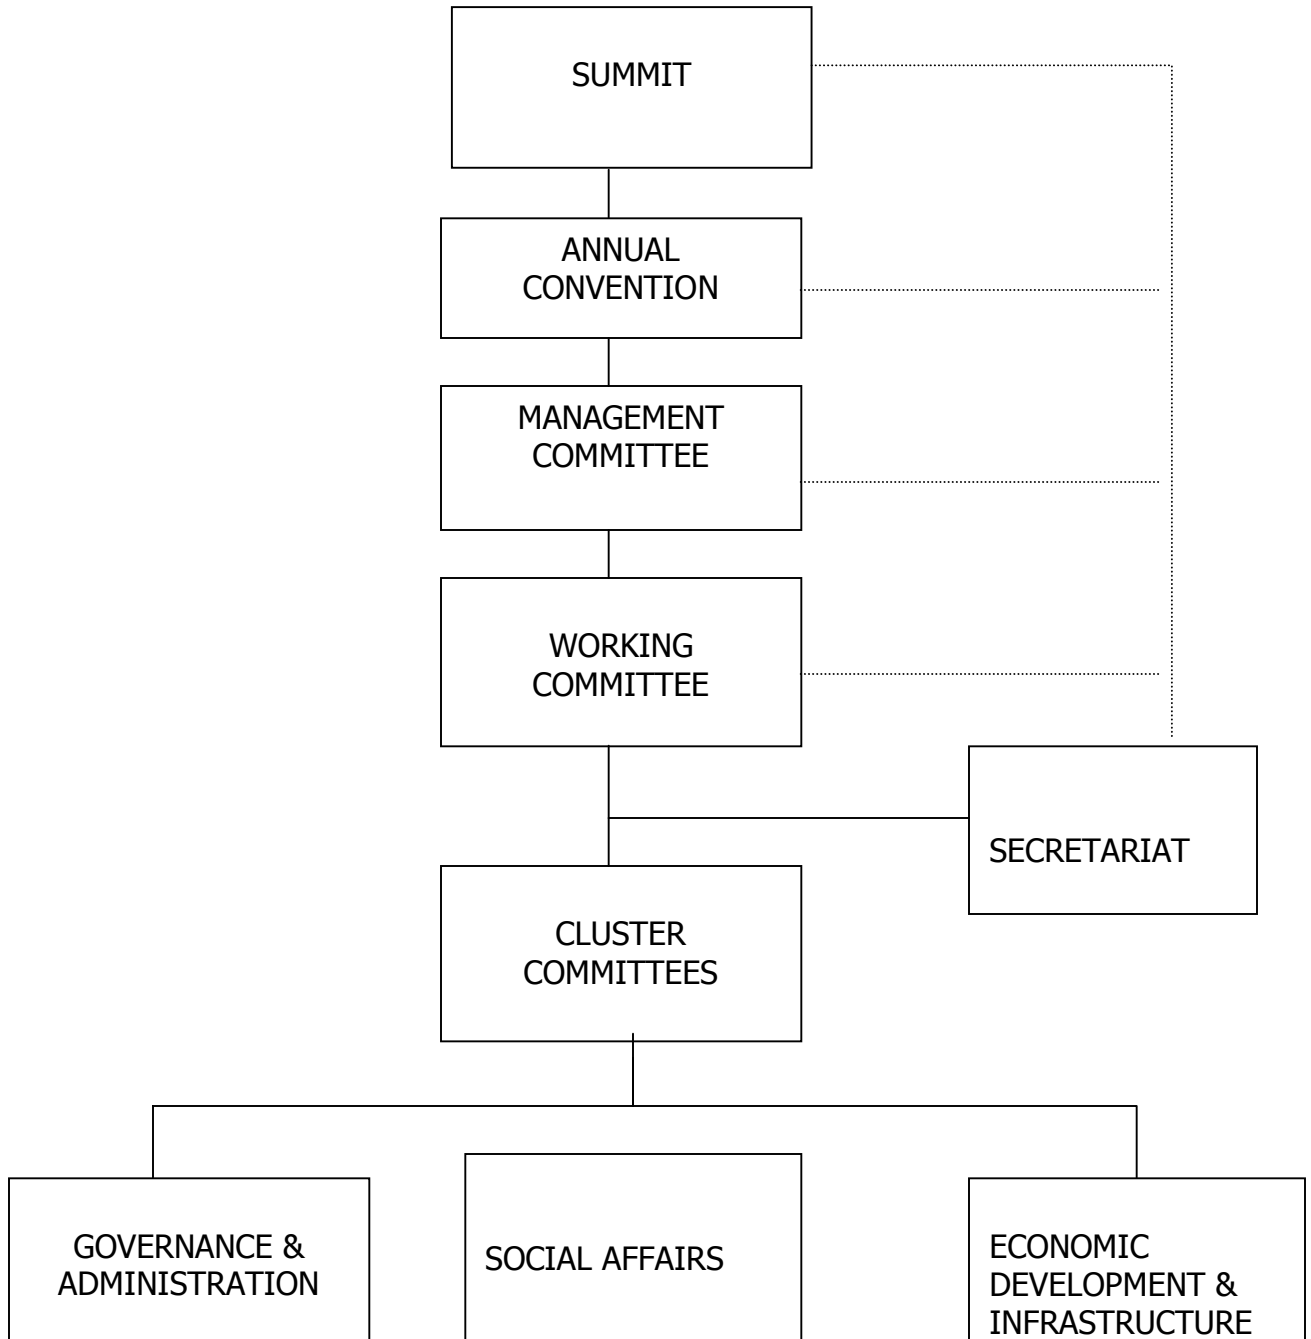 SUMMIT
ANNUAL
CONVENTION
MANAGEMENT
COMMITTEE
WORKING
COMMITTEE
SECRETARIAT
CLUSTER
COMMITTEES
GOVERNANCE &
ADMINISTRATION
SOCIAL AFFAIRS
ECONOMIC
DEVELOPMENT &
INFRASTRUCTURE